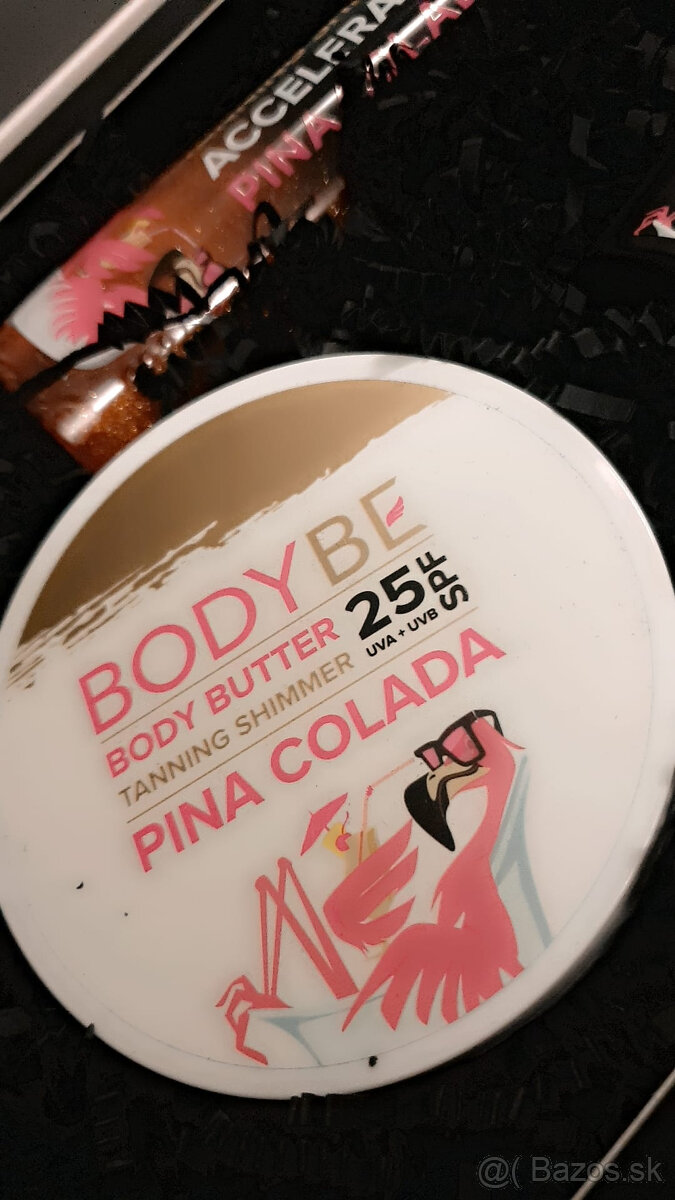 ACCELERA
PINA
BODYBE
BODY BUTTER
25
SPF
UVA + UVB
TANNING SHIMMER
PINA COLADA
@( Bazos.sk